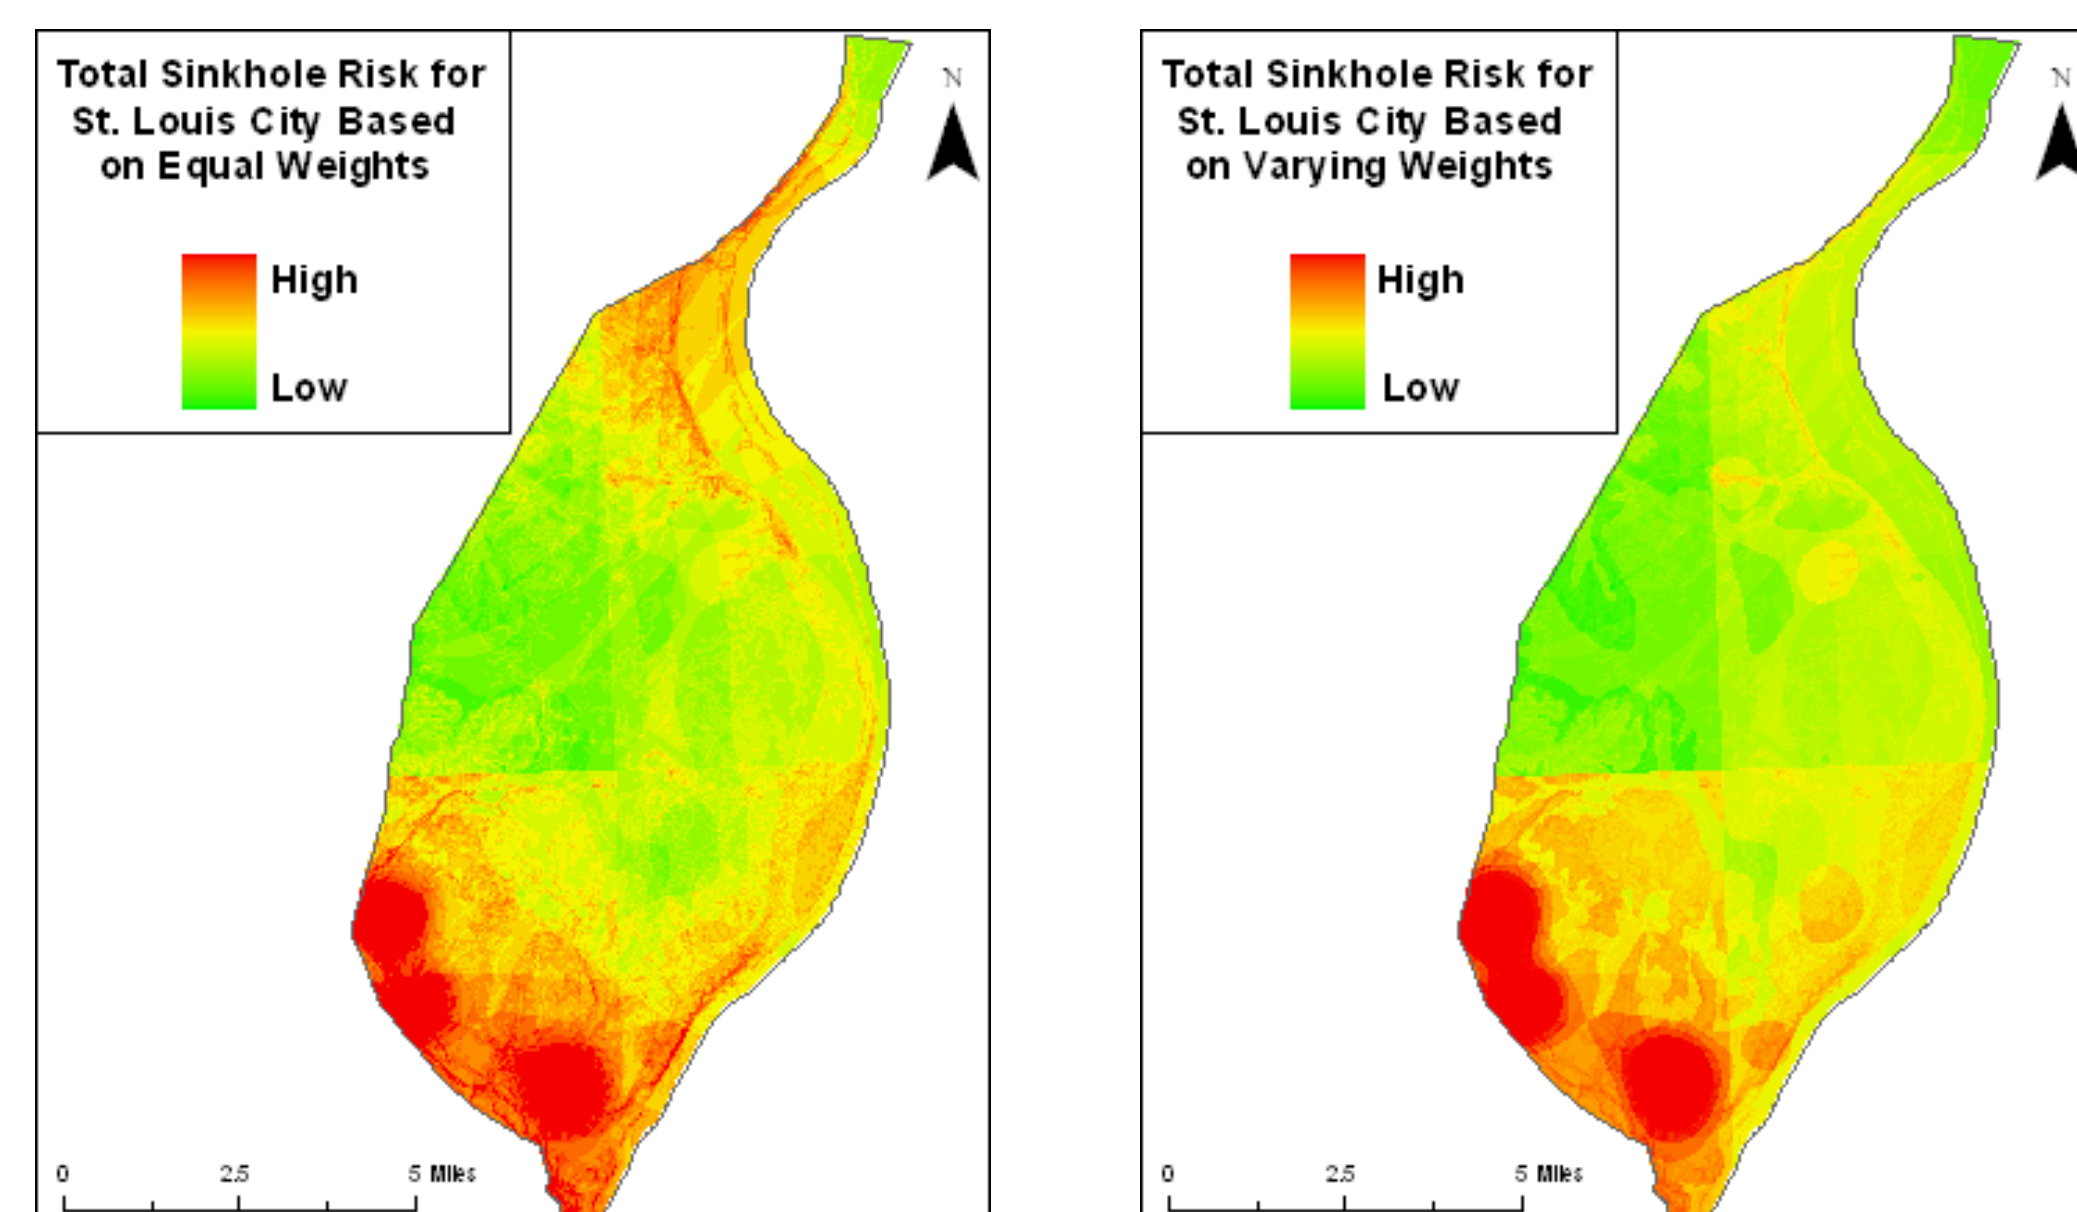 Total Sinkhole Risk for
St. Louis City Based
on Equal Weights
High
Low
N
0 2.5 5 Miles
Total Sinkhole Risk for
St. Louis City Based
on Varying Weights
High
Low
N
0 2.5 5 Miles